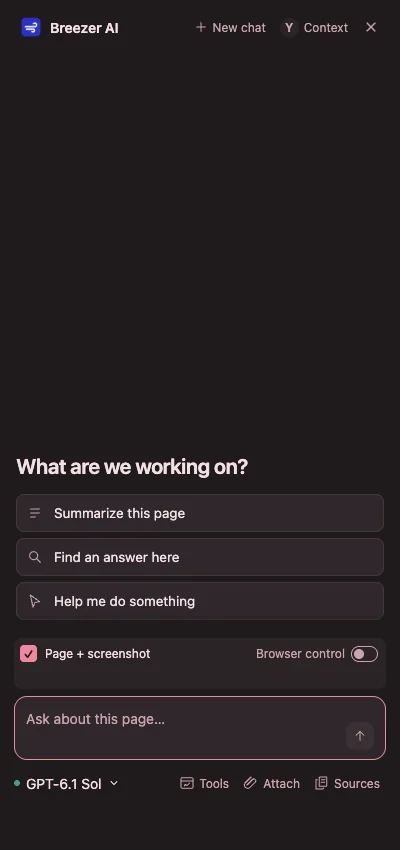 Breezer AI
New chat
Y Context
What are we working on?
Summarize this page
Find an answer here
Help me do something
Page + screenshot
Browser control
Ask about this page...
GPT-6.1 Sol
Tools
Attach
Sources